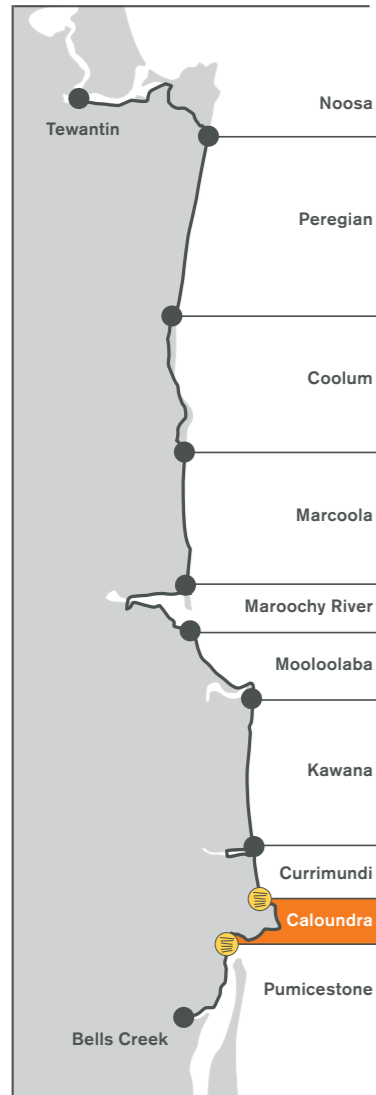 Noosa
Tewantin
Peregian
Coolum
Marcoola
Maroochy River
Mooloolaba
Kawana
Currimundi
Caloundra
Pumicestone
Bells Creek